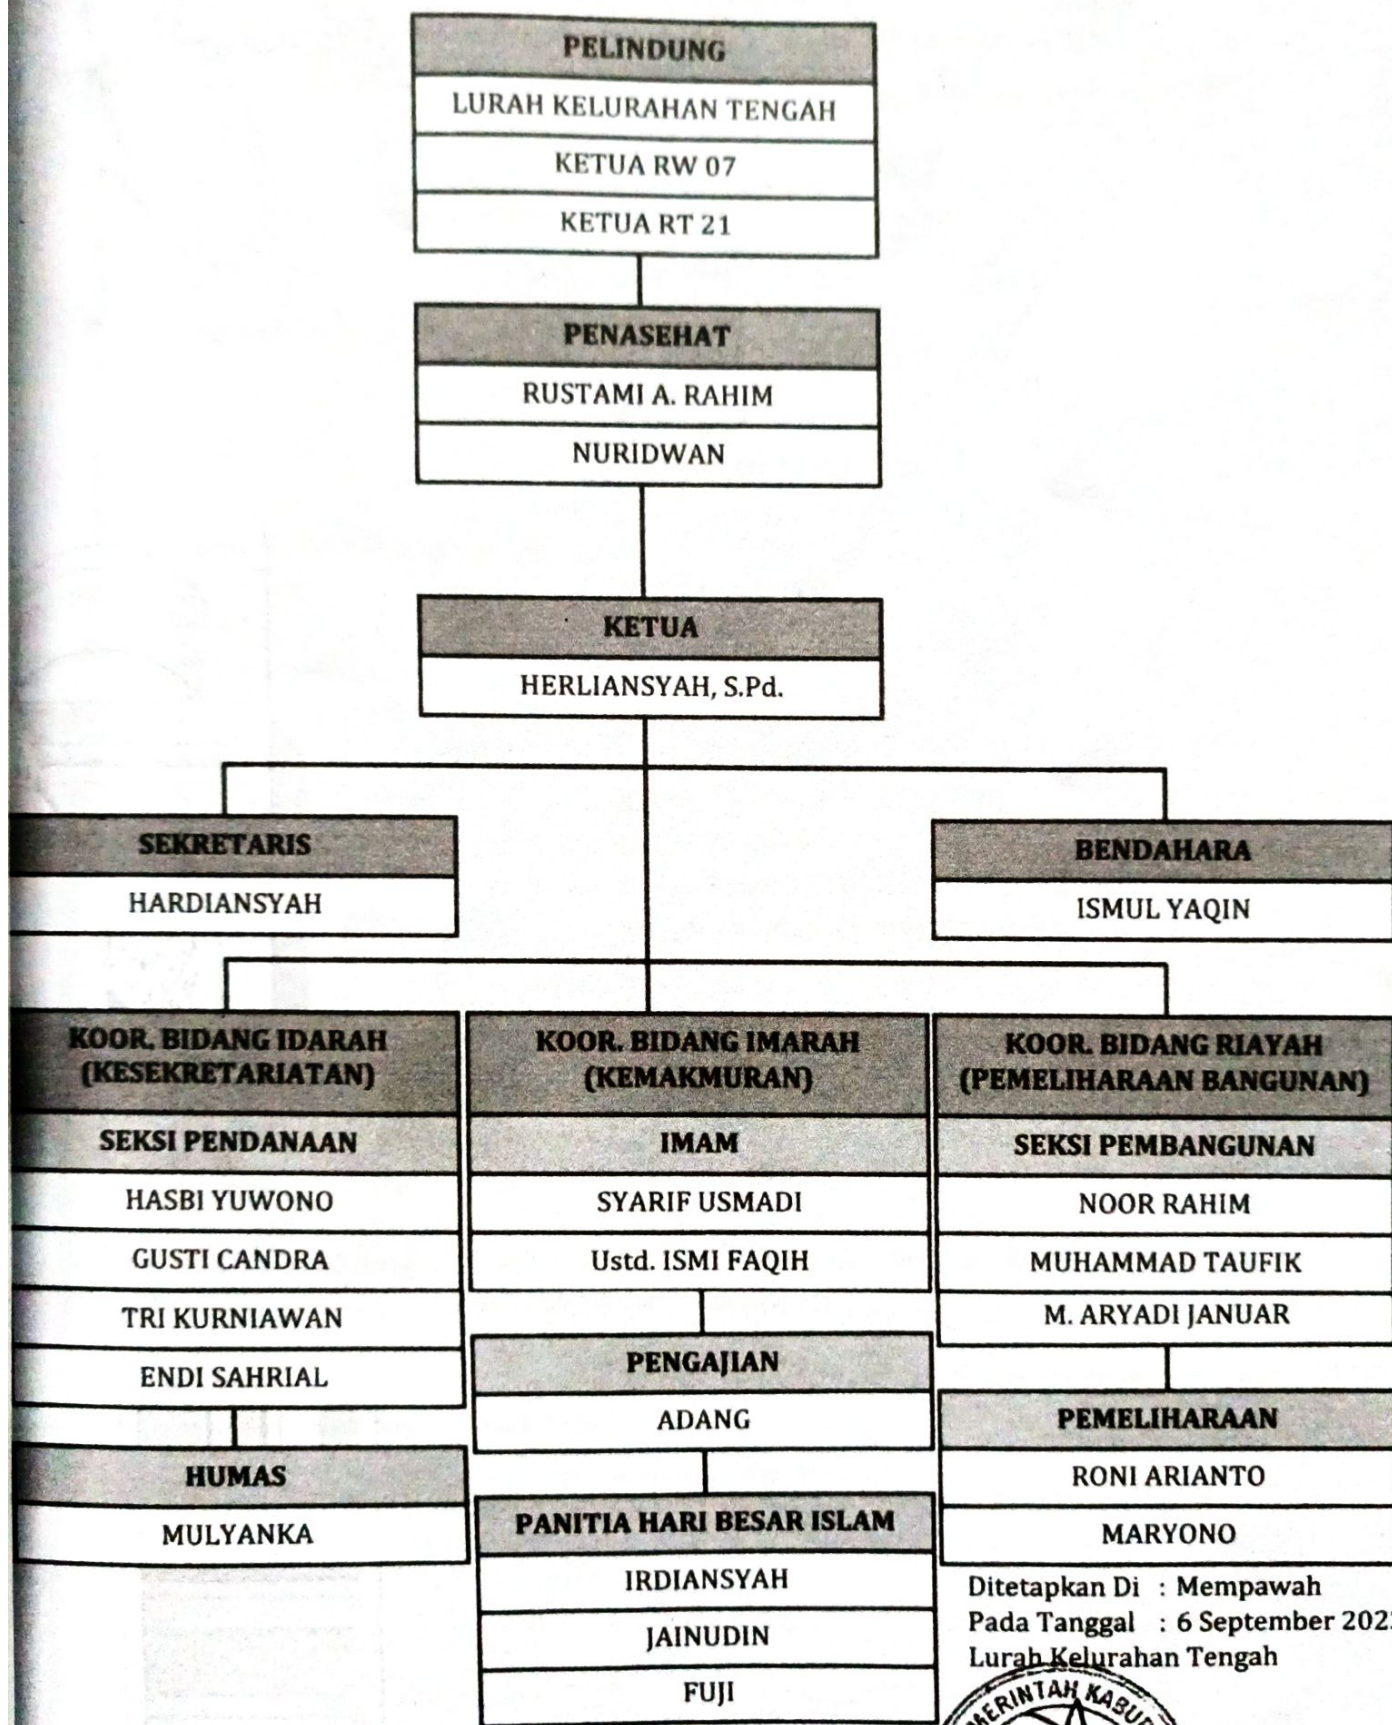 PELINDUNG
LURAH KELURAHAN TENGAH
KETUA RW 07
KETUA RT 21
PENASEHAT
RUSTAMI A. RAHIM
NURIDWAN
KETUA
HERLIANSYAH, S.Pd.
SEKRETARIS
HARDIANSYAH
BENDAHARA
ISMUL YAQIN
KOOR. BIDANG IDARAH
(KESEKRETARIATAN)
SEKSI PENDANAAN
HASBI YUWONO
GUSTI CANDRA
TRI KURNIAWAN
ENDI SAHRIAL
HUMAS
MULYANKA
KOOR. BIDANG IMARAH
(KEMAKMURAN)
IMAM
SYARIF USMADI
Ustd. ISMI FAQIH
PENGAJIAN
ADANG
PANITIA HARI BESAR ISLAM
IRDIANSYAH
JAINUDIN
FUJI
KOOR. BIDANG RIAYAH
(PEMELIHARAAN BANGUNAN)
SEKSI PEMBANGUNAN
NOOR RAHIM
MUHAMMAD TAUFIK
M. ARYADI JANUAR
PEMELIHARAAN
RONI ARIANTO
MARYONO
Ditetapkan Di : Mempawah
Pada Tanggal : 6 September
Lurah Kelurahan Tengah